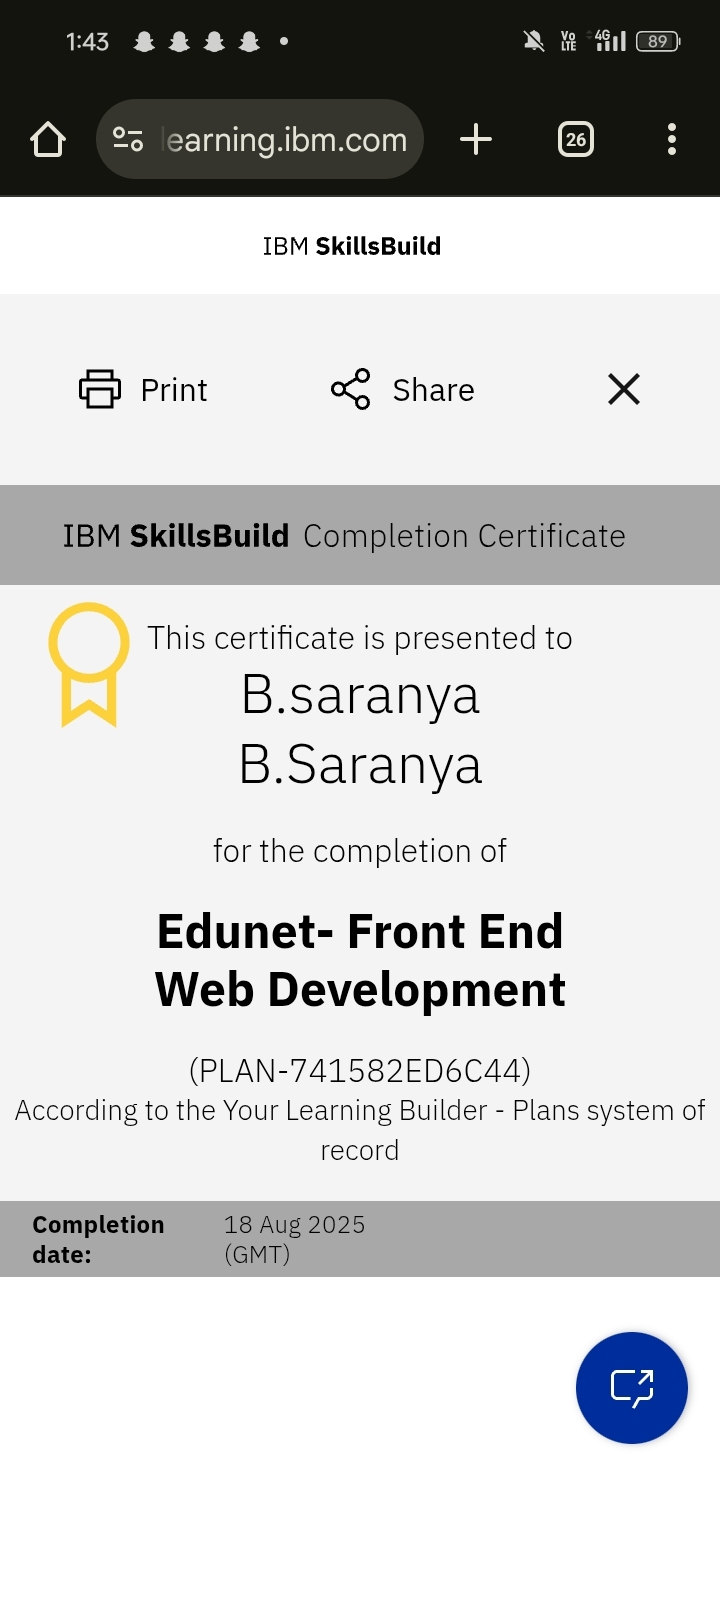 1:43
Vo LTE 4G 89
earning.ibm.com
26
IBM SkillsBuild
Print Share
IBM SkillsBuild Completion Certificate
This certificate is presented to
B.saranya
B.Saranya
for the completion of
Edunet- Front End
Web Development
(PLAN-741582ED6C44)
According to the Your Learning Builder - Plans system of
record
Completion 18 Aug 2025
date: (GMT)